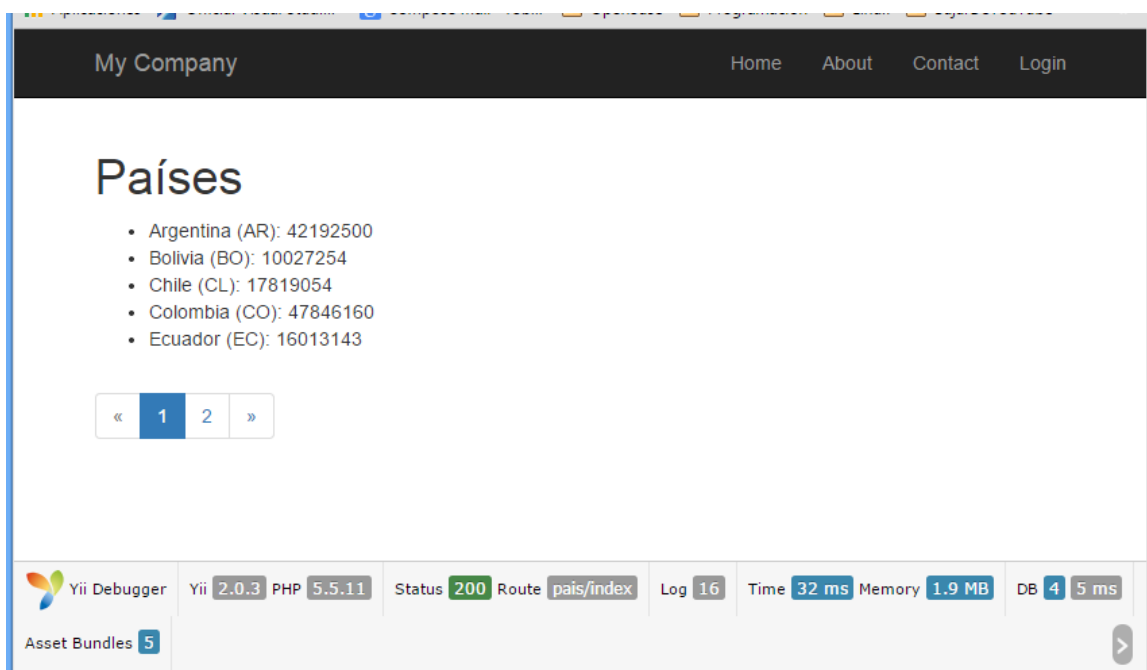 My Company Home About Contact Login
Países
• Argentina (AR): 42192500
• Bolivia (BO): 10027254
• Chile (CL): 17819054
• Colombia (CO): 47846160
• Ecuador (EC): 16013143
« 1 2 »
Yii Debugger Yii 2.0.3 PHP 5.5.11 Status 200 Route pais/index Log 16 Time 32 ms Memory 1.9 MB DB 4 5 ms
Asset Bundles 5